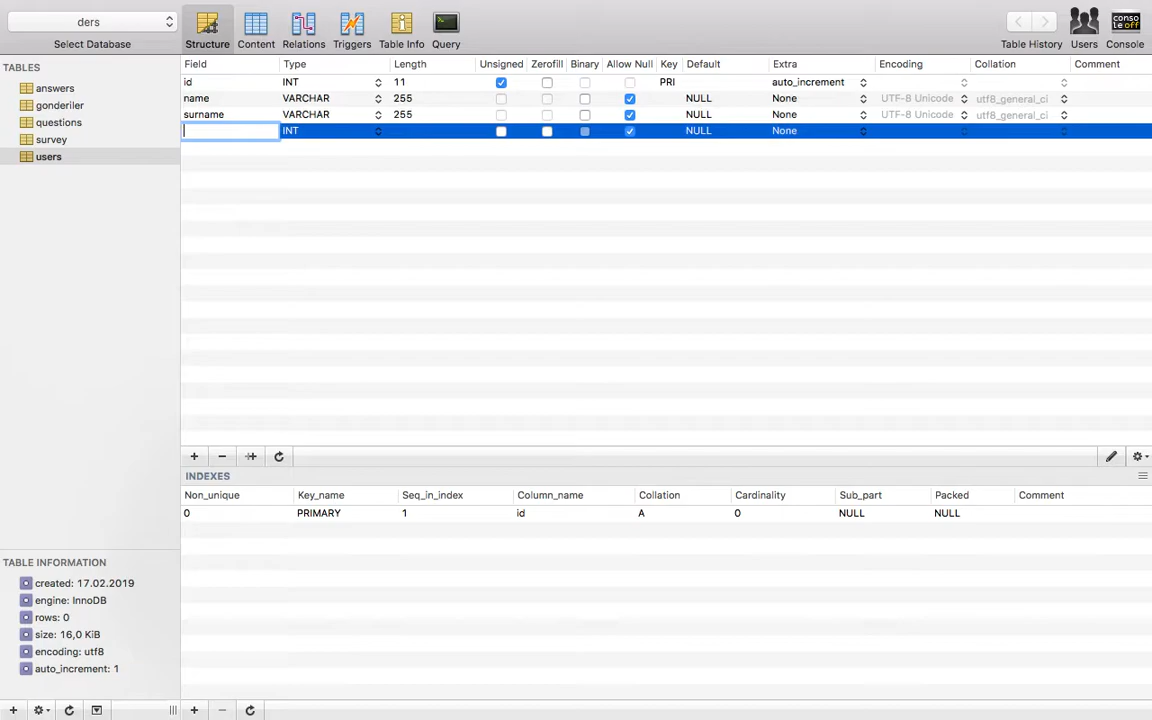 ders
Select Database
Structure
Content
Relations
Triggers
Table Info
Query
Table History
Users
conso
le off
Console
TABLES
answers
gonderiler
questions
survey
users
Field Type Length Unsigned Zerofill Binary Allow Null Key Default Extra Encoding Collation Comment
id INT 11 PRI auto_increment
name VARCHAR 255 NULL None UTF-8 Unicode utf8_general_ci
surname VARCHAR 255 NULL None UTF-8 Unicode utf8_general_ci
INT NULL None
INDEXES
Non_unique Key_name Seq_in_index Column_name Collation Cardinality Sub_part Packed Comment
0 PRIMARY 1 id A 0 NULL NULL
TABLE INFORMATION
created: 17.02.2019
engine: InnoDB
rows: 0
size: 16,0 KiB
encoding: utf8
auto_increment: 1